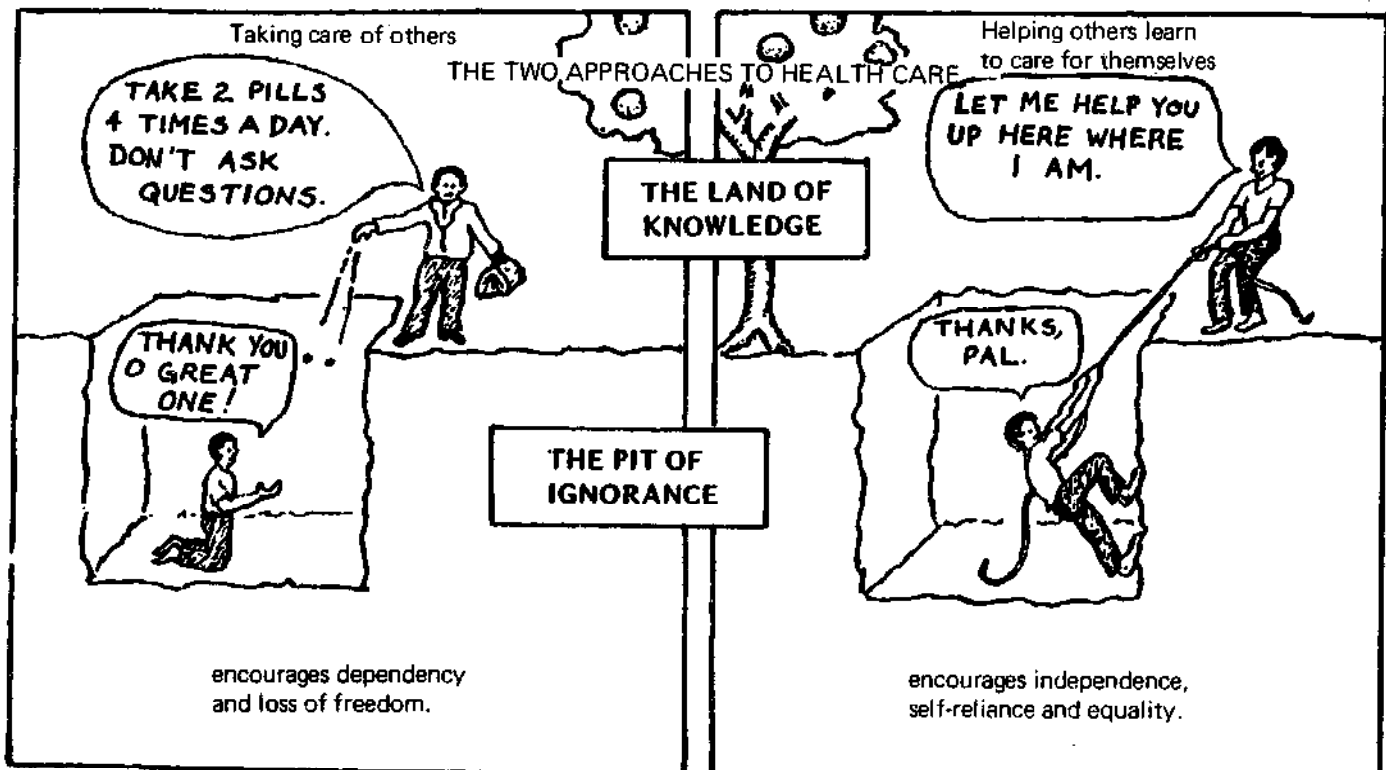 THE TWO APPROACHES TO HEALTH CARE
Taking care of others
TAKE 2 PILLS
4 TIMES A DAY.
DON'T ASK
QUESTIONS.
THANK YOU
O GREAT
ONE!
encourages dependency
and loss of freedom.
THE LAND OF
KNOWLEDGE
THE PIT OF
IGNORANCE
Helping others learn
to care for themselves
LET ME HELP YOU
UP HERE WHERE
I AM.
THANKS,
PAL.
encourages independence,
self-reliance and equality.